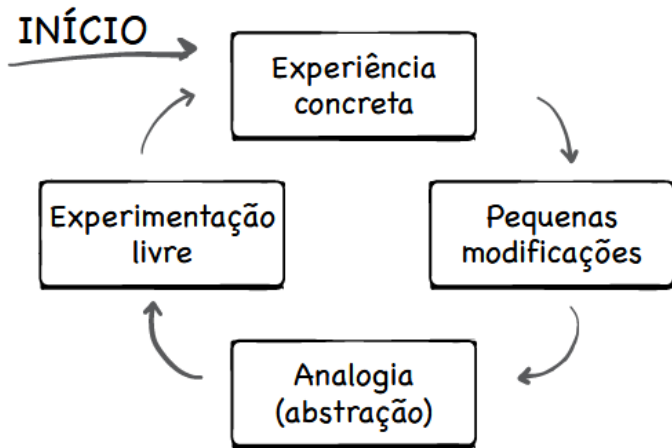 INÍCIO
Experiência
concreta
Pequenas
modificações
Analogia
(abstração)
Experimentação
livre